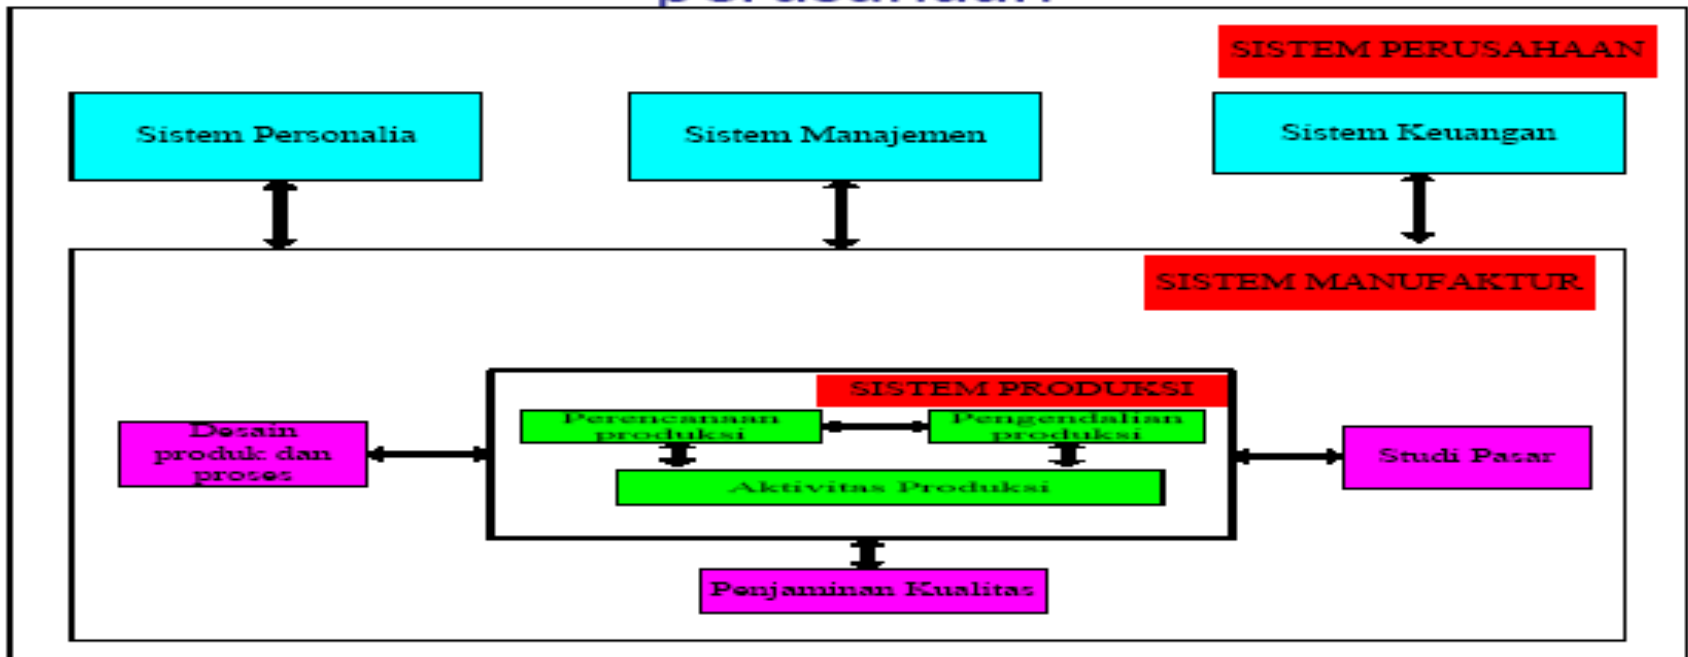 perusahaan
SISTEM PERUSAHAAN
Sistem Personalia
Sistem Manajemen
Sistem Keuangan
SISTEM MANUFAKTUR
SISTEM PRODUKSI
Perencanaan
produksi
Pengendalian
produksi
Desain
produk dan
proses
Studi Pasar
Aktivitas Produksi
Penjaminan Kualitas